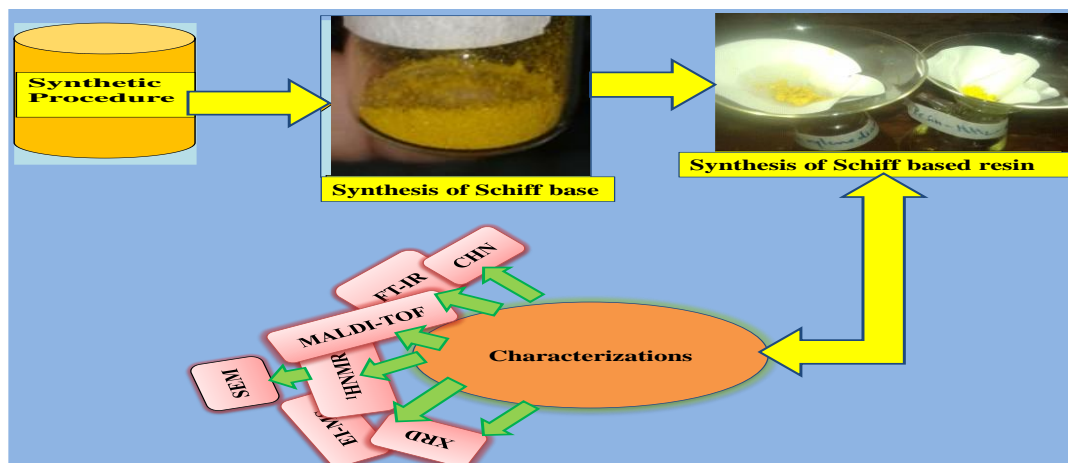 Synthetic
Procedure
Synthesis of Schiff base
Synthesis of Schiff based resin
CHN
FT-IR
MALDI-TOF
Characterizations
¹HNMR
SEM
XRD